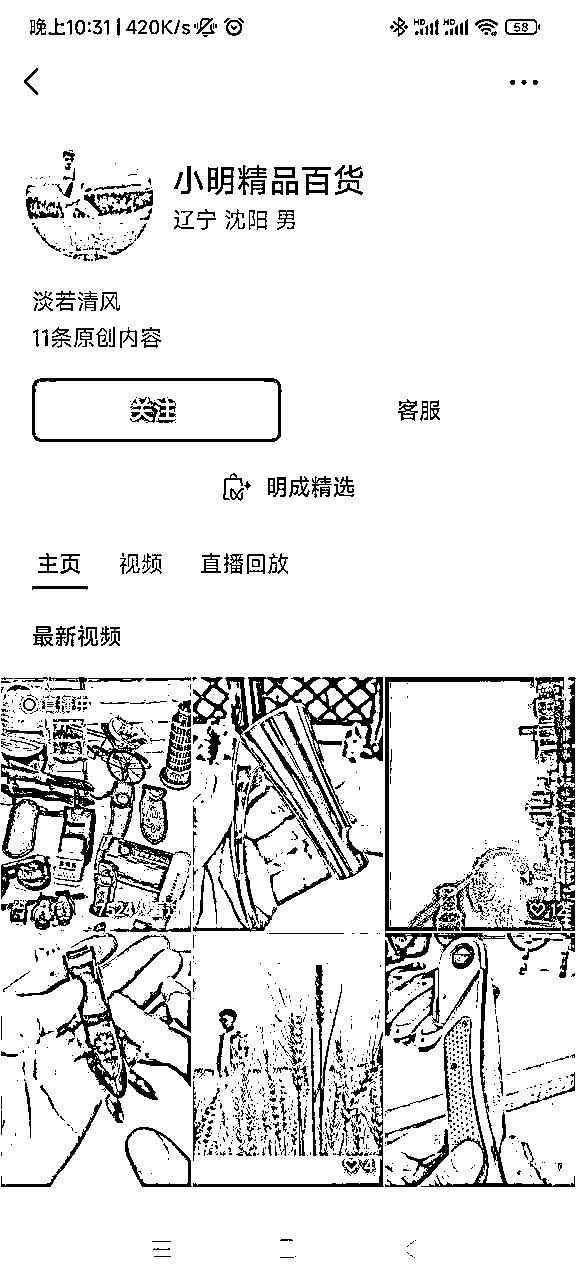 晚上10:31 | 420K/s
HD HD 58
小明精品百货
辽宁 沈阳 男
淡若清风
11条原创内容
关注
客服
明成精选
主页 视频 直播回放
最新视频
直播中
12
4